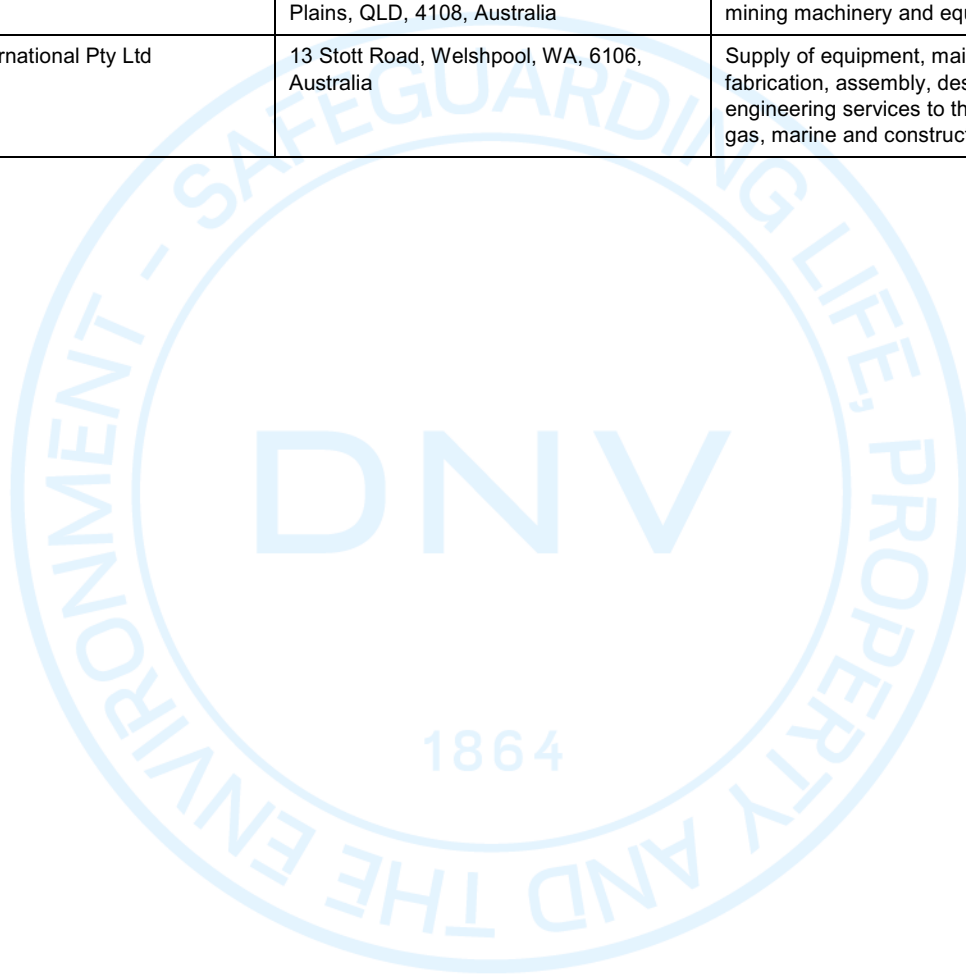 Plains, QLD, 4108, Australia
mining machinery and equ
rnational Pty Ltd
13 Stott Road, Welshpool, WA, 6106,
Australia
Supply of equipment, mai
fabrication, assembly, des
engineering services to th
gas, marine and construct
SAFEGUARDING LIFE, PROPERTY AND THE ENVIRONMENT -
DNV
1864